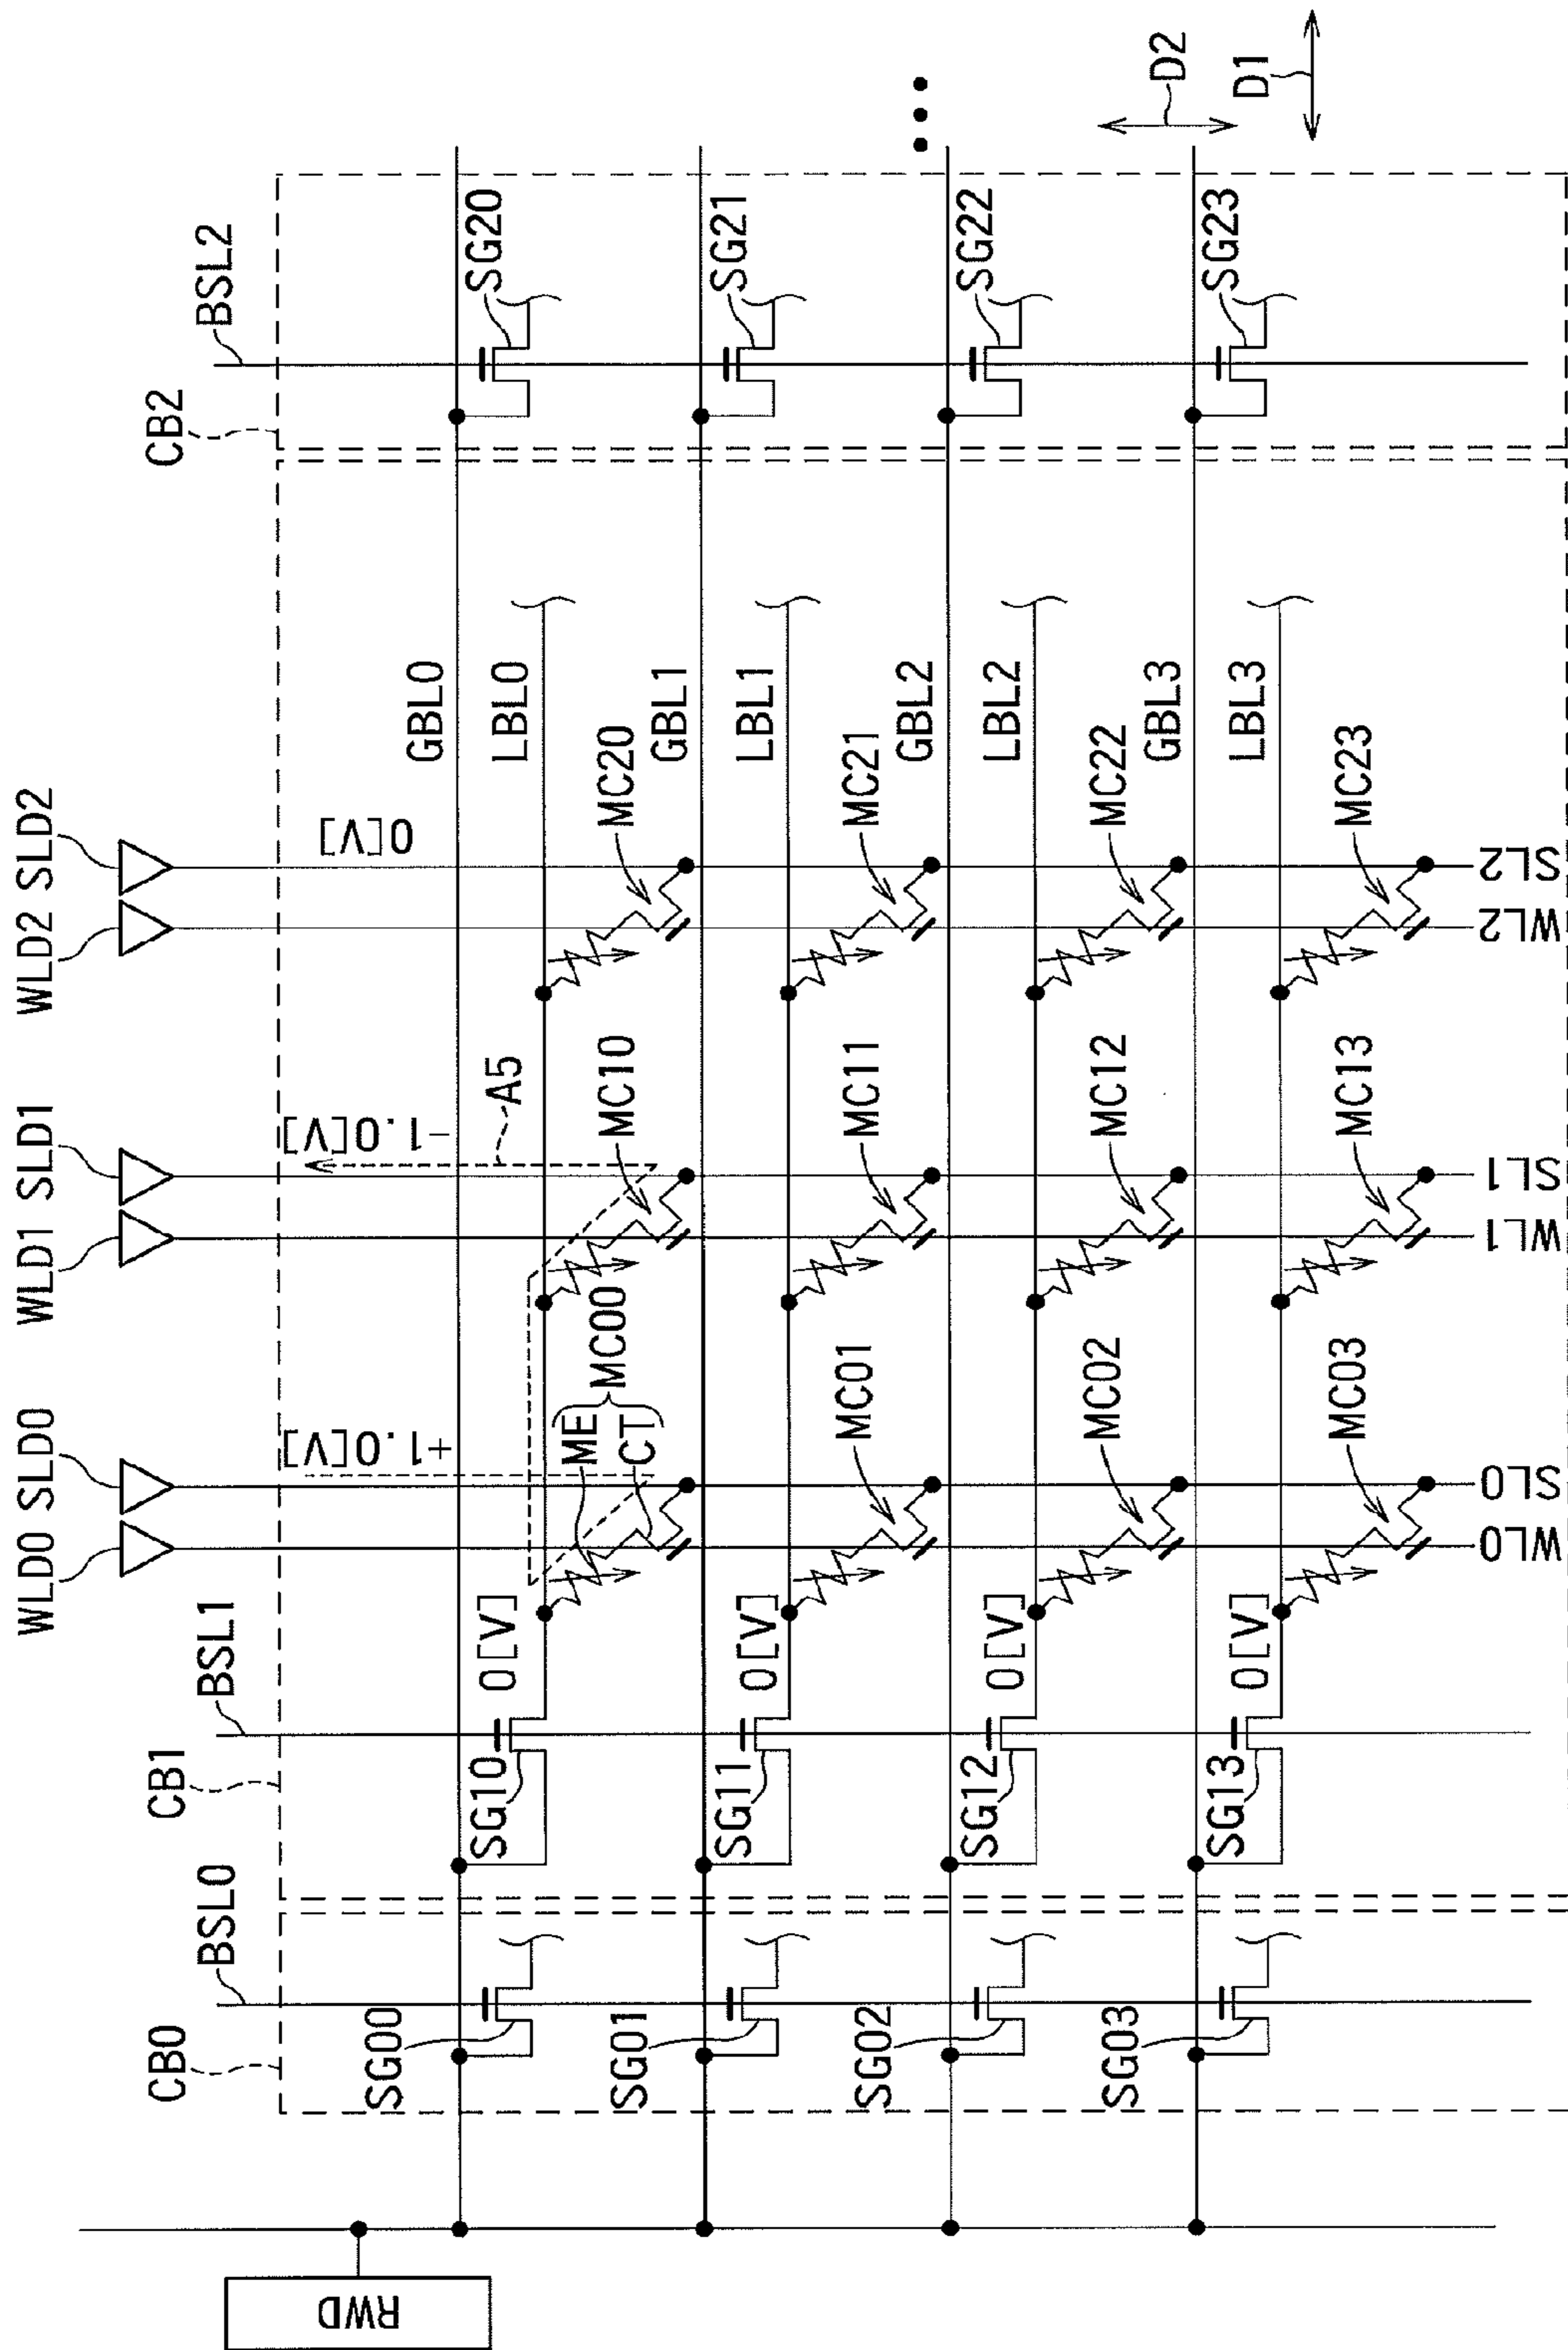 WLD0 SLD0
WLD1 SLD1
WLD2 SLD2
CB0
BSL0
CB1
BSL1
CB2
BSL2
+1.0[V]
-1.0[V]
0[V]
A5
GBL0
LBL0
GBL1
LBL1
GBL2
LBL2
GBL3
LBL3
SG00
SG01
SG02
SG03
SG10
SG11
SG12
SG13
SG20
SG21
SG22
SG23
0[V]
0[V]
0[V]
0[V]
ME
CT
MC00
MC01
MC02
MC03
MC10
MC11
MC12
MC13
MC20
MC21
MC22
MC23
WL0
SL0
WL1
SL1
WL2
SL2
RWD
D2
D1